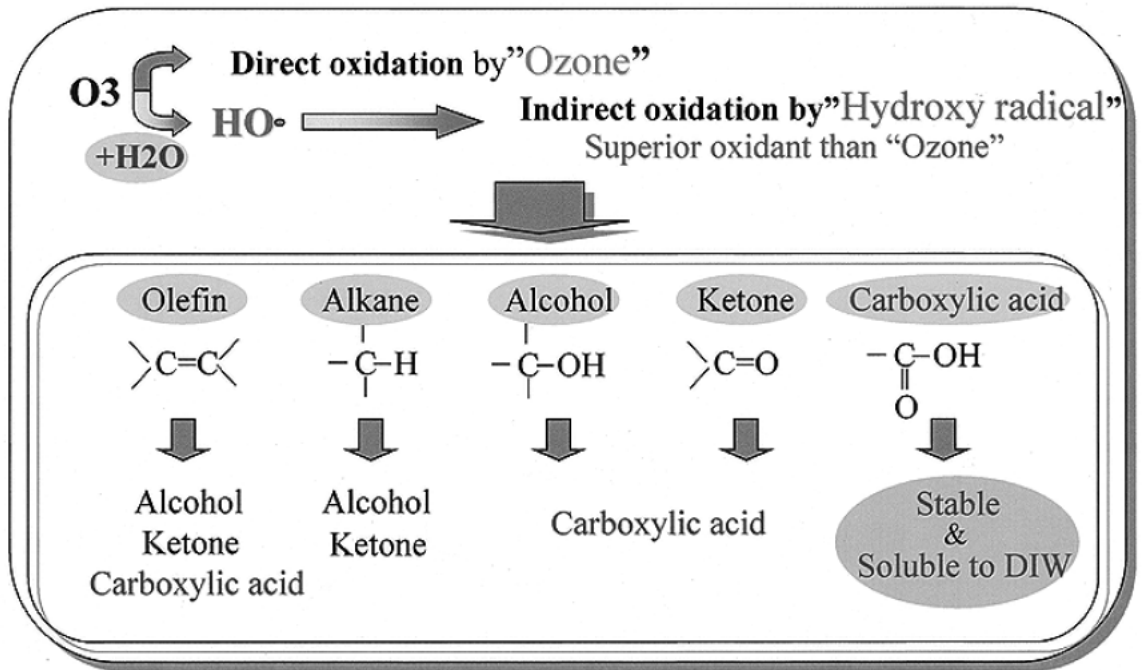 Direct oxidation by”Ozone”
O3
HO•
+H2O
Indirect oxidation by”Hydroxy radical”
Superior oxidant than “Ozone”
Olefin
Alkane
Alcohol
Ketone
Carboxylic acid
C=C
C-H
C-OH
C=O
C-OH
O
Alcohol
Ketone
Carboxylic acid
Alcohol
Ketone
Carboxylic acid
Stable
&
Soluble to DIW